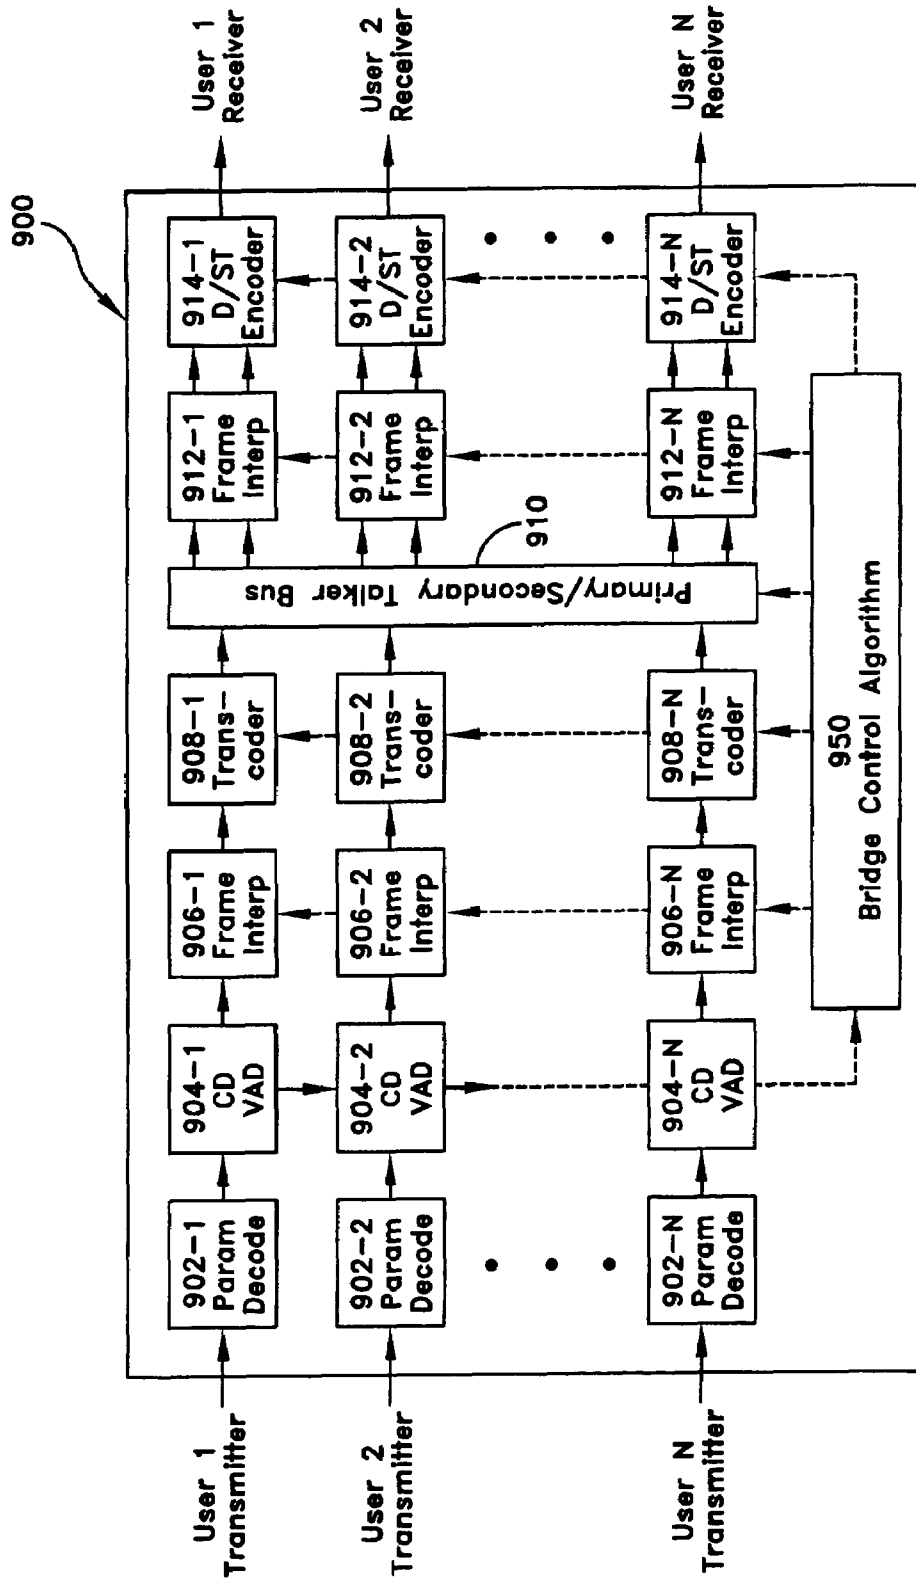 900
User 1
Transmitter
902-1
Param
Decode
904-1
CD
VAD
906-1
Frame
Interp
908-1
Trans-
coder
912-1
Frame
Interp
914-1
D/ST
Encoder
User 1
Receiver
User 2
Transmitter
902-2
Param
Decode
904-2
CD
VAD
906-2
Frame
Interp
908-2
Trans-
coder
Primary/Secondary Talker Bus
910
912-2
Frame
Interp
914-2
D/ST
Encoder
User 2
Receiver
User N
Transmitter
902-N
Param
Decode
904-N
CD
VAD
906-N
Frame
Interp
908-N
Trans-
coder
912-N
Frame
Interp
914-N
D/ST
Encoder
User N
Receiver
950
Bridge Control Algorithm